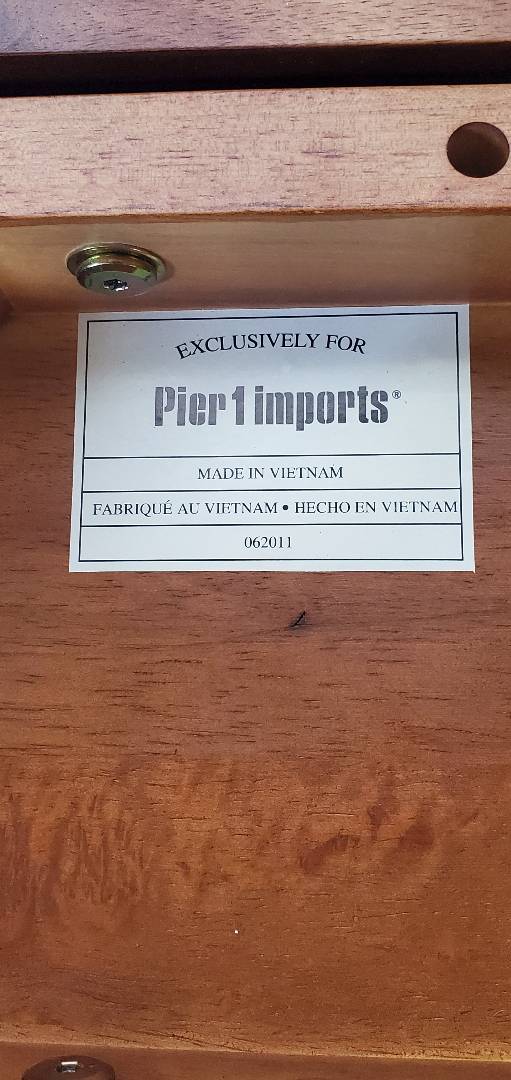 EXCLUSIVELY FOR
Pier 1 imports®
MADE IN VIETNAM
FABRIQUÉ AU VIETNAM • HECHO EN VIETNAM
062011